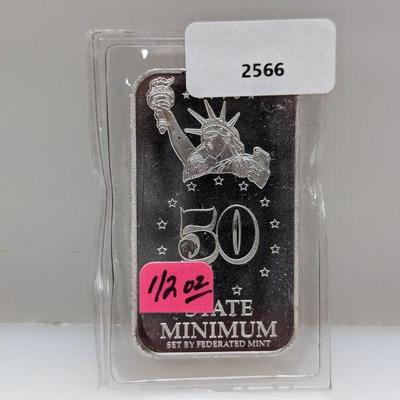 2566
50
1/2 oz
STATE
MINIMUM
SET BY FEDERATED MINT